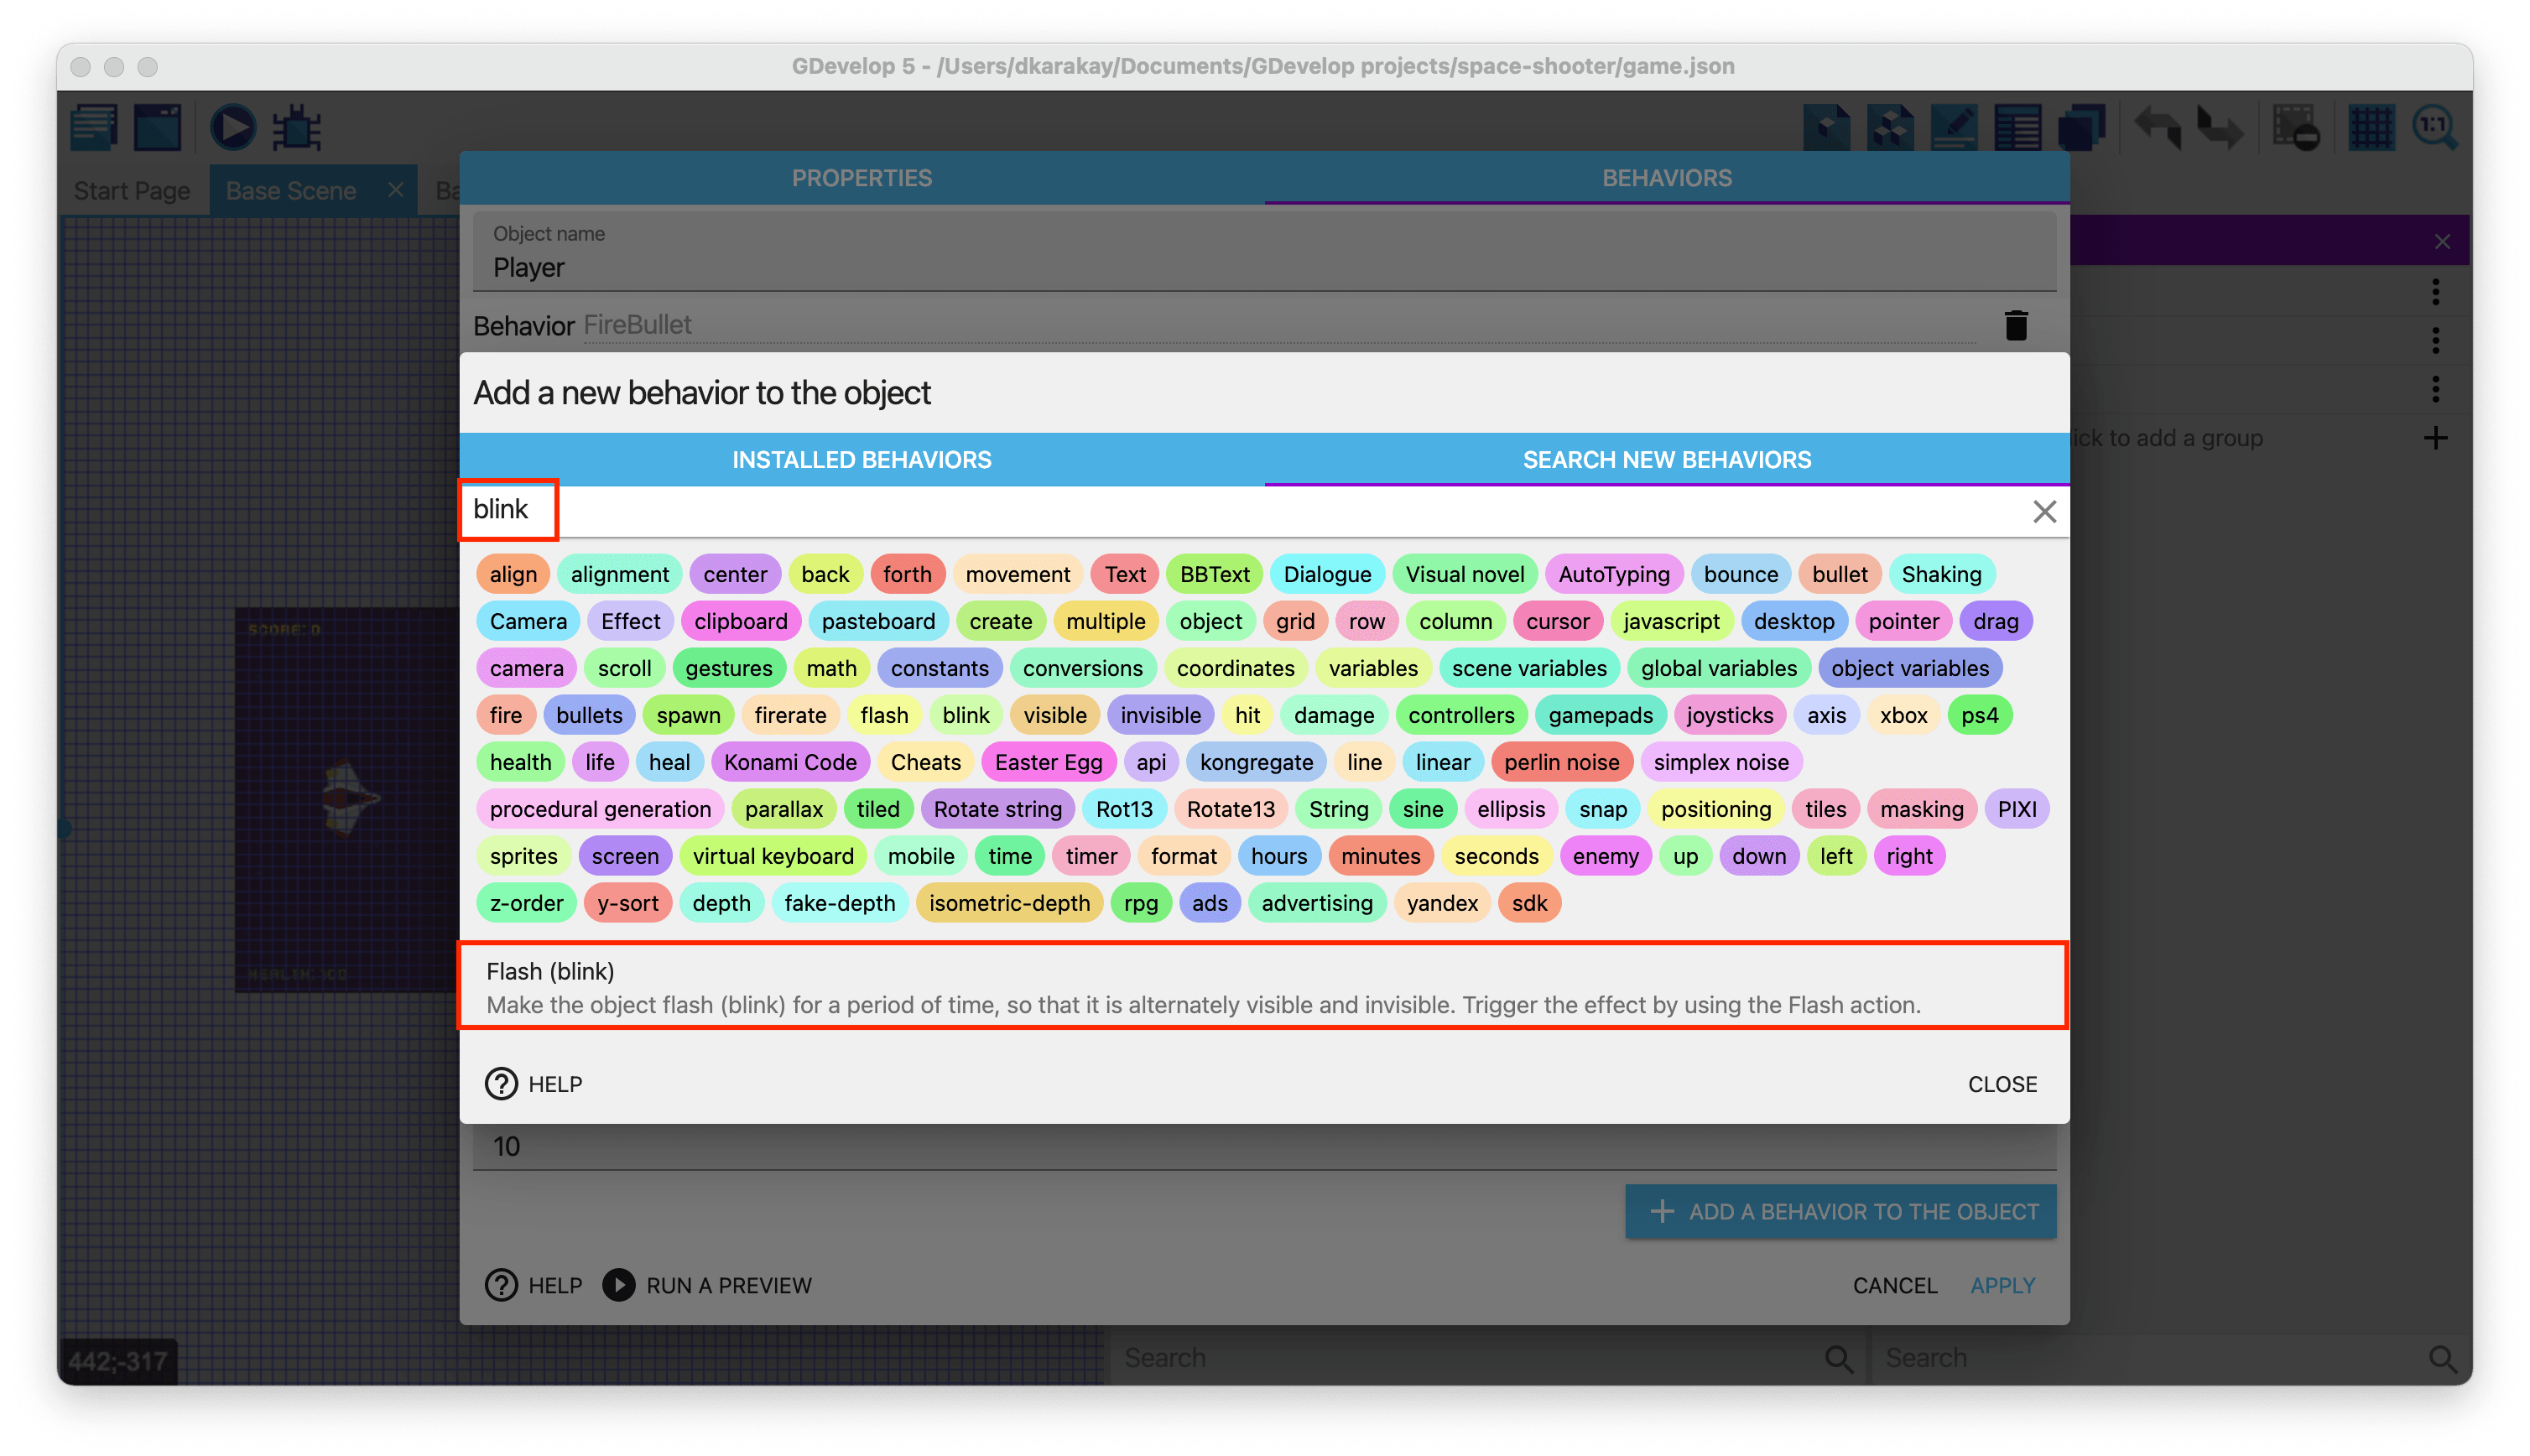 GDevelop 5 - /Users/dkarakay/Documents/GDevelop projects/space-shooter/game.json
1:1
Start Page Base Scene Ba
PROPERTIES BEHAVIORS
Object name
Player
Behavior FireBullet
Add a new behavior to the object
INSTALLED BEHAVIORS SEARCH NEW BEHAVIORS
ick to add a group
blink
align alignment center back forth movement Text BBText Dialogue Visual novel AutoTyping bounce bullet Shaking
Camera Effect clipboard pasteboard create multiple object grid row column cursor javascript desktop pointer drag
camera scroll gestures math constants conversions coordinates variables scene variables global variables object variables
fire bullets spawn firerate flash blink visible invisible hit damage controllers gamepads joysticks axis xbox ps4
health life heal Konami Code Cheats Easter Egg api kongregate line linear perlin noise simplex noise
procedural generation parallax tiled Rotate string Rot13 Rotate13 String sine ellipsis snap positioning tiles masking PIXI
sprites screen virtual keyboard mobile time timer format hours minutes seconds enemy up down left right
z-order y-sort depth fake-depth isometric-depth rpg ads advertising yandex sdk
SCORE: 0
HEALTH: 100
Flash (blink)
Make the object flash (blink) for a period of time, so that it is alternately visible and invisible. Trigger the effect by using the Flash action.
HELP CLOSE
10
ADD A BEHAVIOR TO THE OBJECT
HELP RUN A PREVIEW CANCEL APPLY
442;-317 Search Search